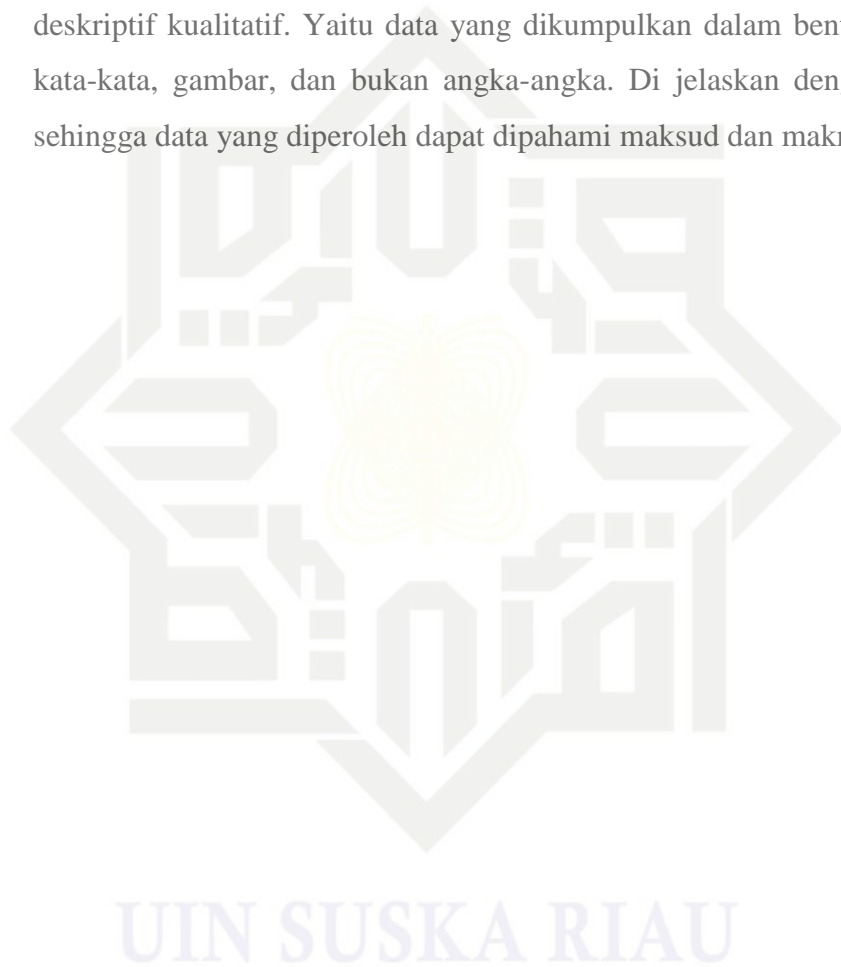 deskriptif kualitatif. Yaitu data yang dikumpulkan dalam
kata-kata, gambar, dan bukan angka-angka. Di jelaskan
sehingga data yang diperoleh dapat dipahami maksud dan
UIN SUSKA RIAU